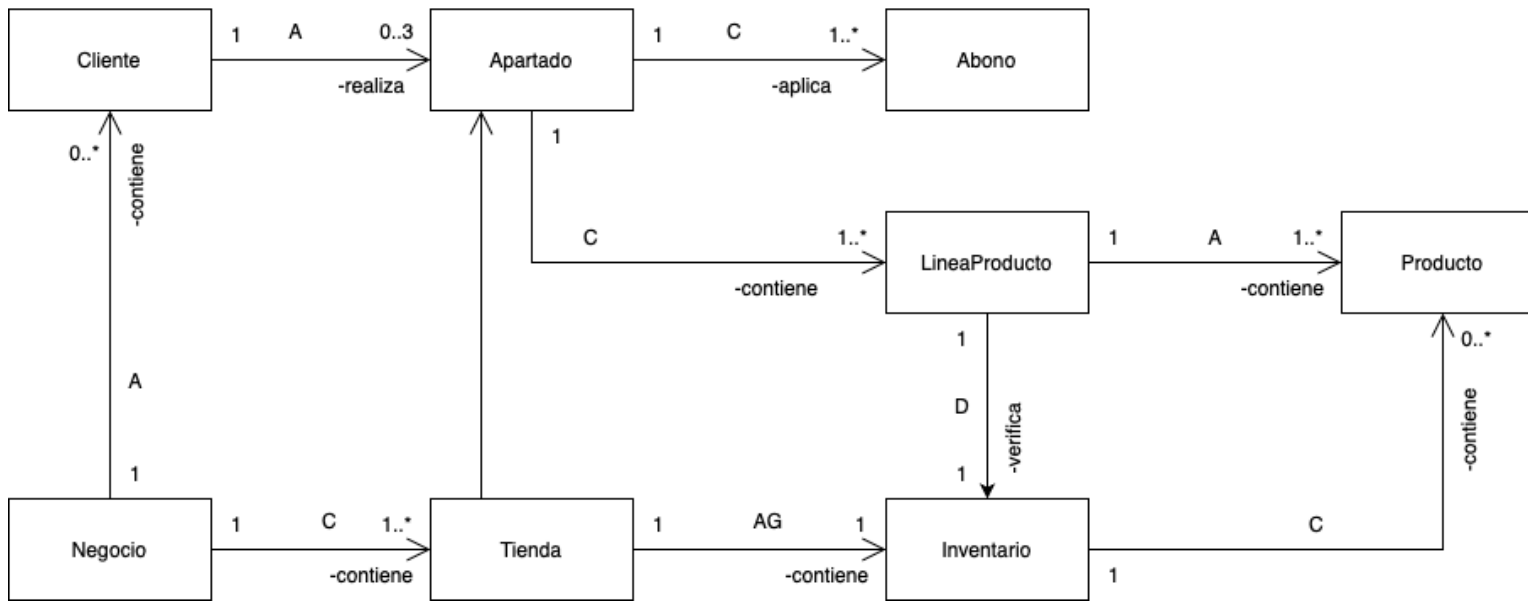 1 A 0..3
1 C 1..*
Cliente
Apartado
Abono
-realiza
-aplica
0..*
-contiene
1
C 1..*
1 A 1..*
LineaProducto
Producto
-contiene
-contiene
1
0..*
A
D
-verifica
-contiene
1
1
1 C 1..*
1 AG 1
C
Negocio
Tienda
Inventario
-contiene
-contiene
1